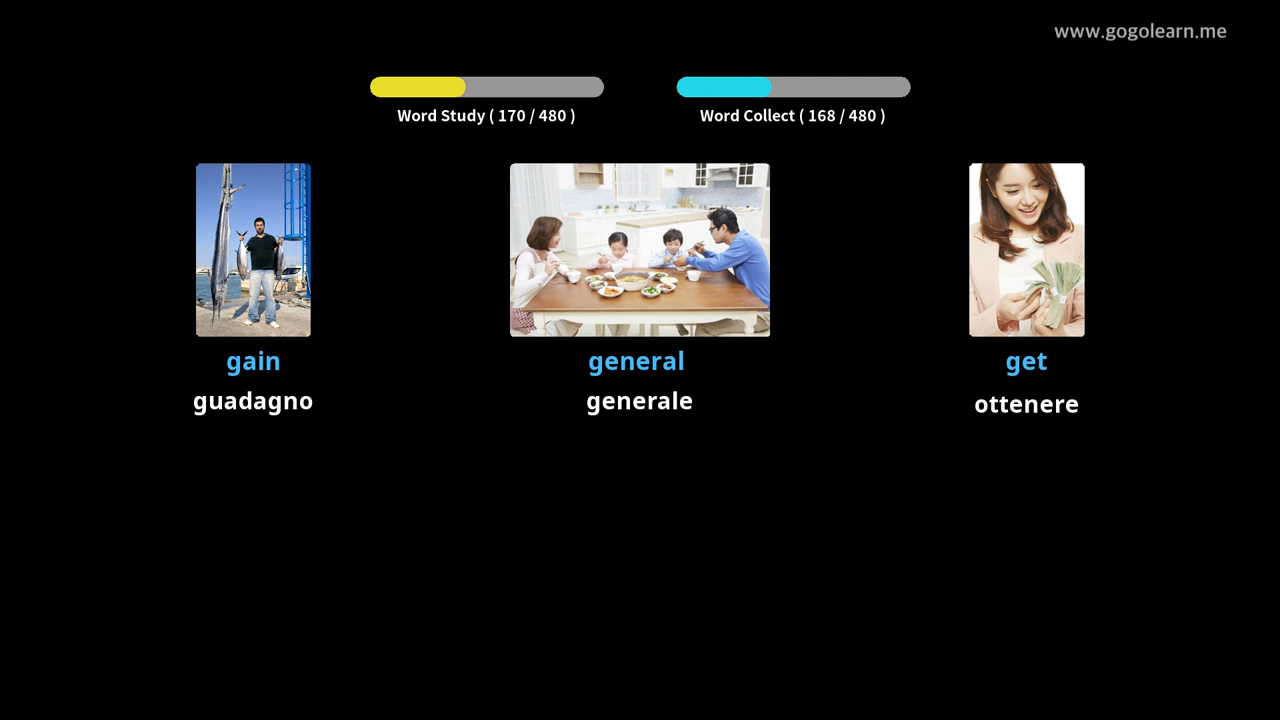 www.gogolearn.me
Word Study ( 170 / 480 )
Word Collect ( 168 / 480 )
gain
guadagno
general
generale
get
ottenere